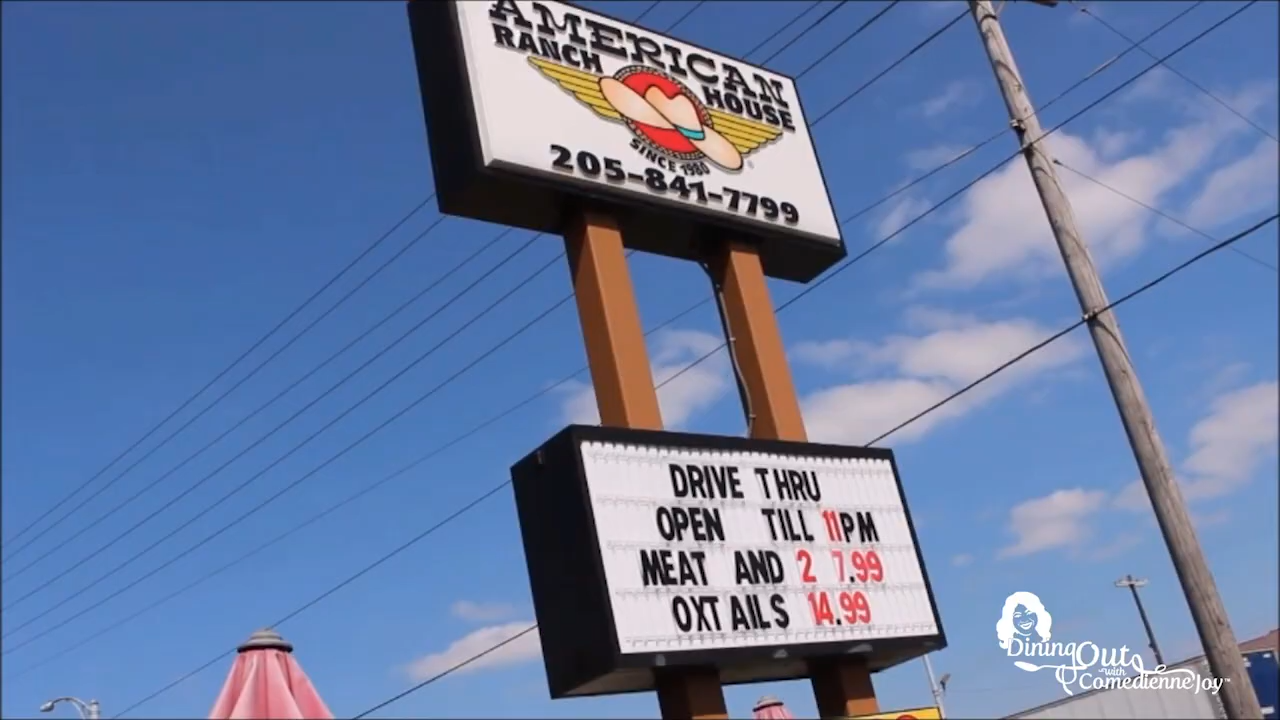 AMERICAN
RANCH HOUSE
SINCE 1980
205-841-7799
DRIVE THRU
OPEN TILL 11PM
MEAT AND 2 7.99
OXTAILS 14.99
Dining Out
with
Comedienne Joy™